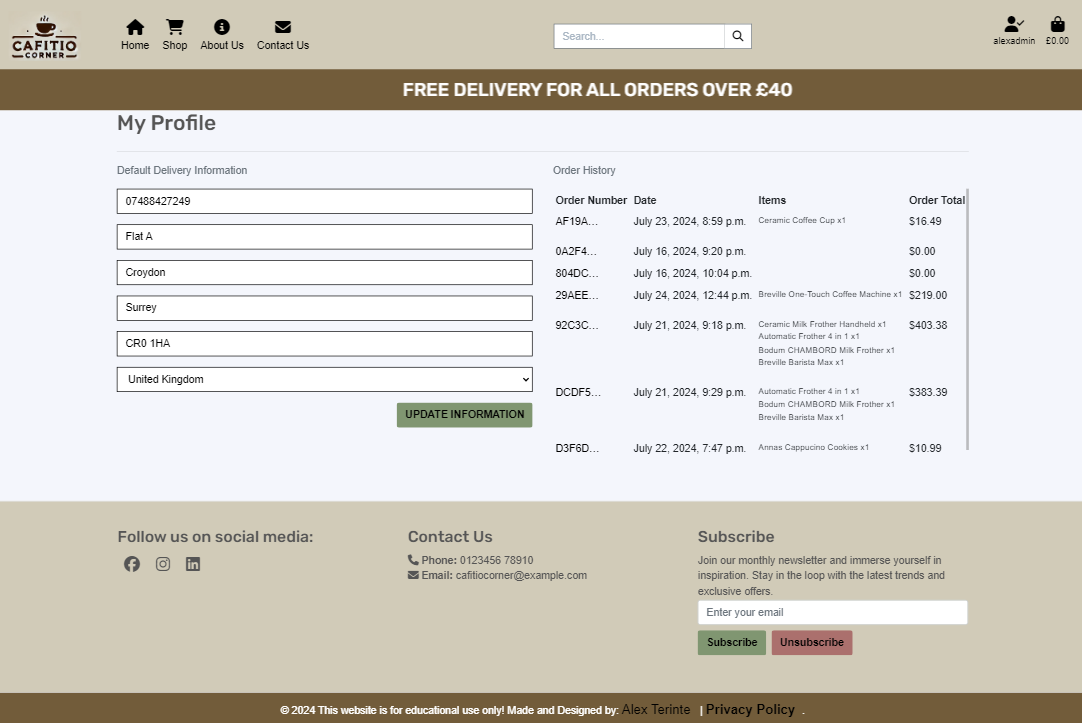 CAFITIO
CORNER
Home
Shop
About Us
Contact Us
Search...
alexadmin
£0.00
FREE DELIVERY FOR ALL ORDERS OVER £40
My Profile
Default Delivery Information
07488427249
Flat A
Croydon
Surrey
CR0 1HA
United Kingdom
UPDATE INFORMATION
Order History
Order Number Date Items Order Total
AF19A... July 23, 2024, 8:59 p.m. Ceramic Coffee Cup x1 $16.49
0A2F4... July 16, 2024, 9:20 p.m. $0.00
804DC... July 16, 2024, 10:04 p.m. $0.00
29AEE... July 24, 2024, 12:44 p.m. Breville One-Touch Coffee Machine x1 $219.00
92C3C... July 21, 2024, 9:18 p.m. Ceramic Milk Frother Handheld x1 $403.38
Automatic Frother 4 in 1 x1
Bodum CHAMBORD Milk Frother x1
Breville Barista Max x1
DCDF5... July 21, 2024, 9:29 p.m. Automatic Frother 4 in 1 x1 $383.39
Bodum CHAMBORD Milk Frother x1
Breville Barista Max x1
D3F6D... July 22, 2024, 7:47 p.m. Annas Cappucino Cookies x1 $10.99
Follow us on social media:
Contact Us
Phone: 0123456 78910
Email: cafitiocorner@example.com
Subscribe
Join our monthly newsletter and immerse yourself in
inspiration. Stay in the loop with the latest trends and
exclusive offers.
Enter your email
Subscribe
Unsubscribe
© 2024 This website is for educational use only! Made and Designed by: Alex Terinte | Privacy Policy .